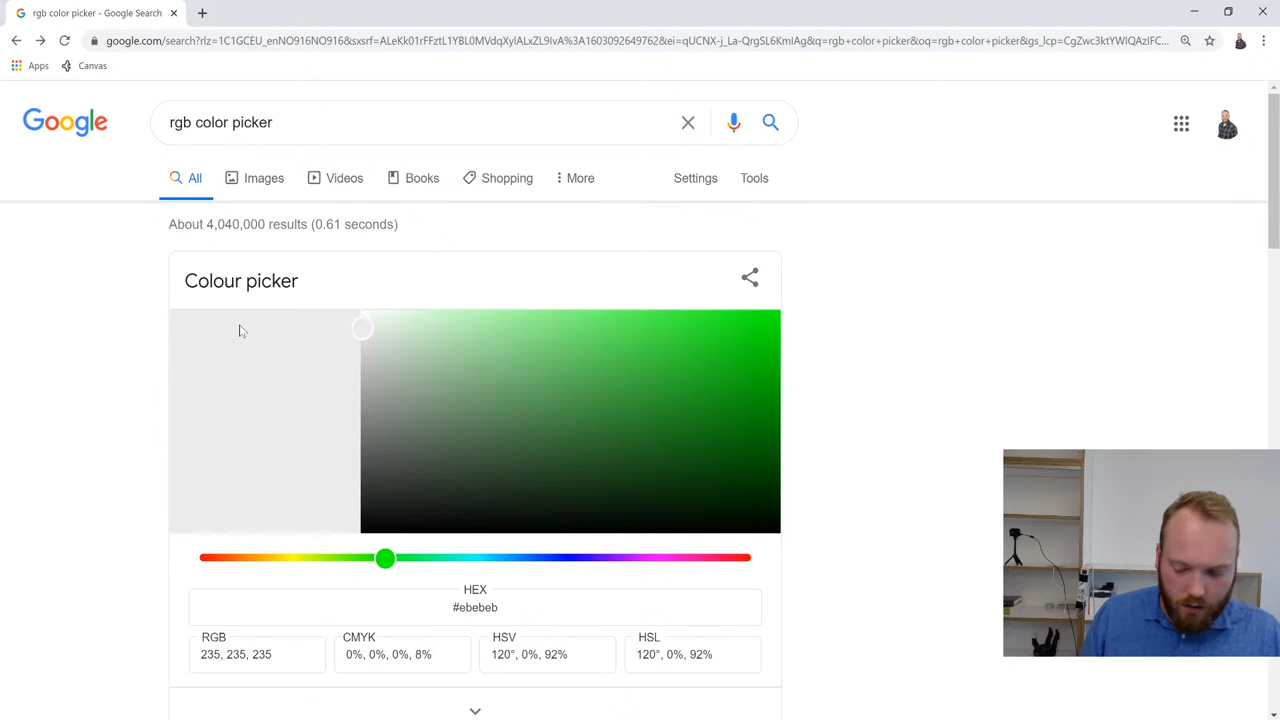 rgb color picker - Google Search
google.com/search?rlz=1C1GCEU_enNO916NO916&sxsrf=ALeKk01rFFztL1YBL0MVdqXyIALxZL9IvA%3A1603092649762&ei=qUCNX-j_La-QrgSL6KmIAg&q=rgb+color+picker&oq=rgb+color+picker&gs_lcp=CgZwc3ktYWIQAzIFC...
Apps Canvas
Google
rgb color picker
All Images Videos Books Shopping More Settings Tools
About 4,040,000 results (0.61 seconds)
Colour picker
HEX
#ebebeb
RGB CMYK HSV HSL
235, 235, 235 0%, 0%, 0%, 8% 120°, 0%, 92% 120°, 0%, 92%